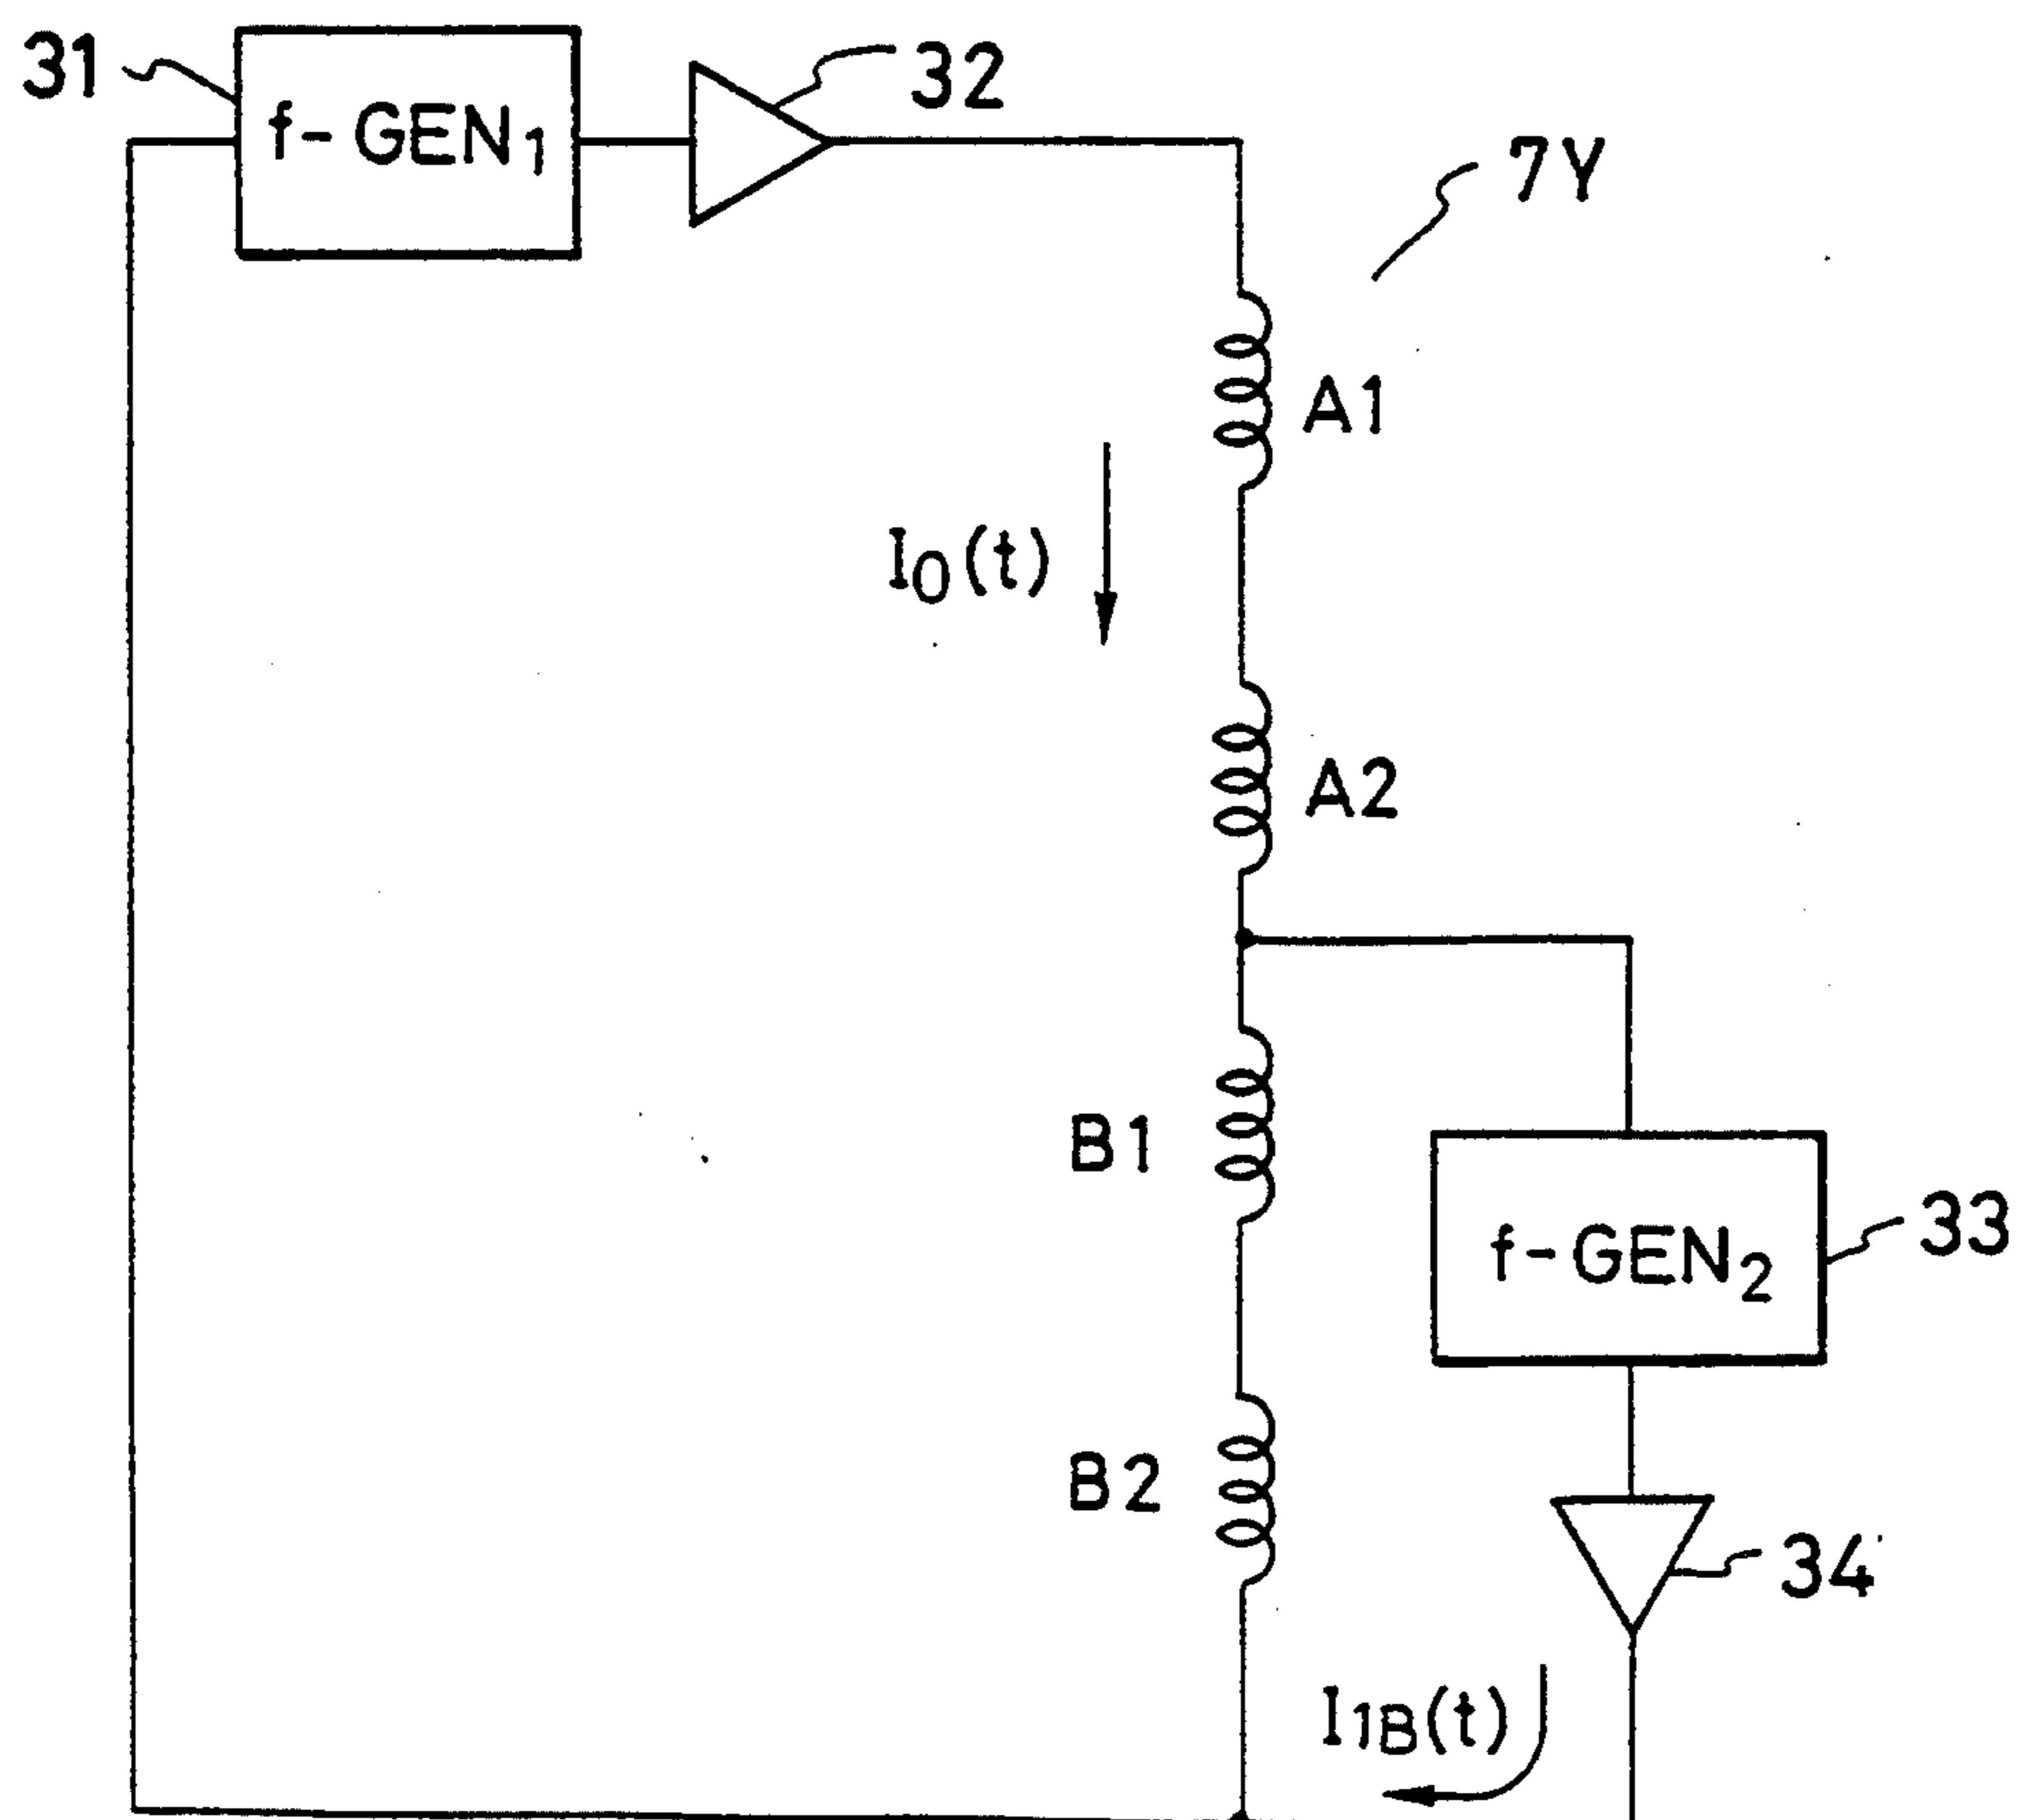 31
f-GEN1
32
7Y
A1
I0(t)
A2
B1
f-GEN2
33
B2
34
I1B(t)